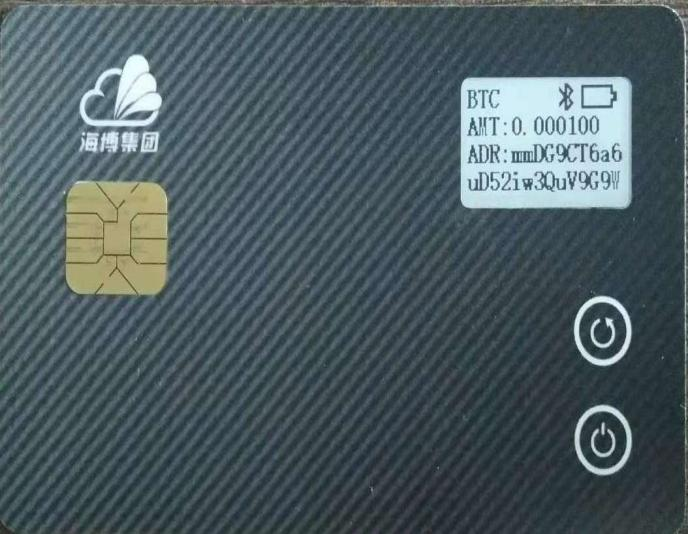 海博集团
BTC
AMT:0.000100
ADR:mmDG9CT6a6
uD52iw3QuV9G9W